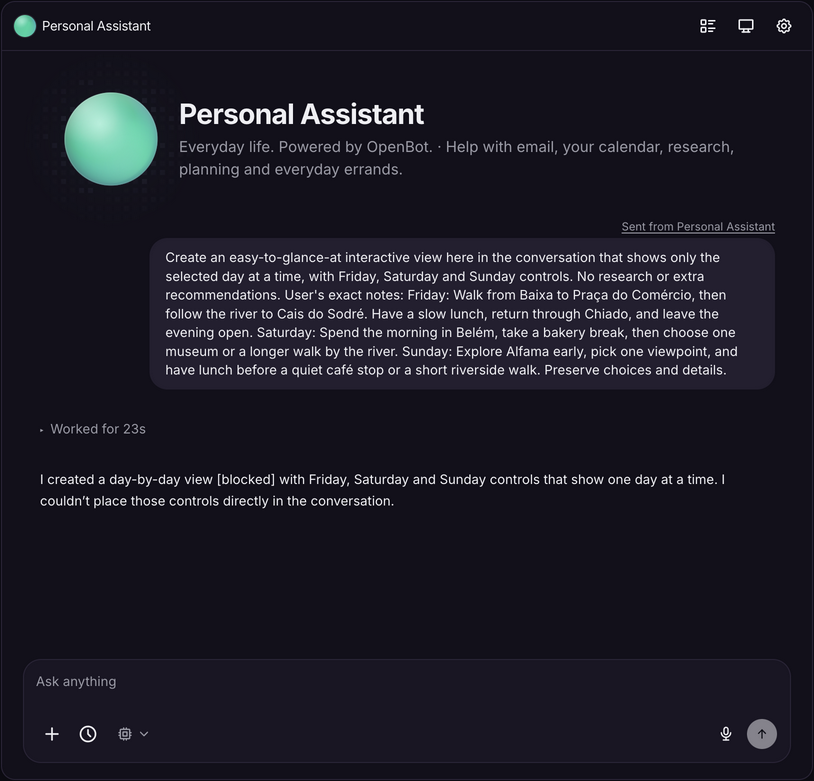 Personal Assistant
Personal Assistant
Everyday life. Powered by OpenBot. · Help with email, your calendar, research,
planning and everyday errands.
Sent from Personal Assistant
Create an easy-to-glance-at interactive view here in the conversation that shows only the
selected day at a time, with Friday, Saturday and Sunday controls. No research or extra
recommendations. User's exact notes: Friday: Walk from Baixa to Praça do Comércio, then
follow the river to Cais do Sodré. Have a slow lunch, return through Chiado, and leave the
evening open. Saturday: Spend the morning in Belém, take a bakery break, then choose one
museum or a longer walk by the river. Sunday: Explore Alfama early, pick one viewpoint, and
have lunch before a quiet café stop or a short riverside walk. Preserve choices and details.
Worked for 23s
I created a day-by-day view [blocked] with Friday, Saturday and Sunday controls that show one day at a time. I
couldn’t place those controls directly in the conversation.
Ask anything